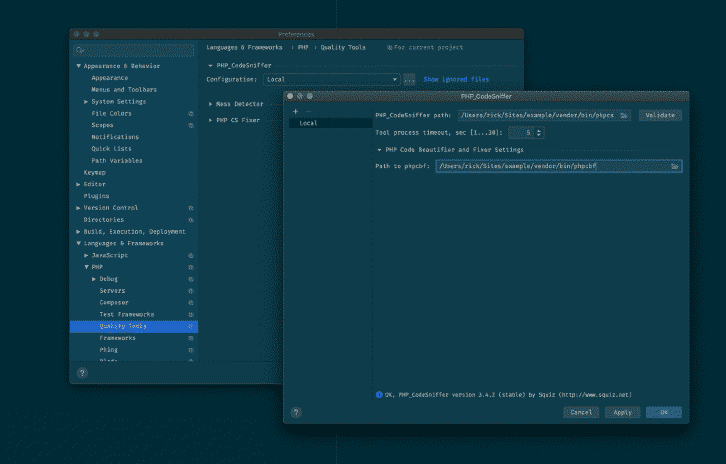 Preferences
Appearance & Behavior
Appearance
Menus and Toolbars
System Settings
File Colors
Scopes
Notifications
Quick Lists
Path Variables
Keymap
Editor
Plugins
Version Control
Directories
Build, Execution, Deployment
Languages & Frameworks
JavaScript
PHP
Debug
Servers
Composer
Test Frameworks
Quality Tools
Frameworks
Phing
Languages & Frameworks › PHP › Quality Tools For current project
PHP_CodeSniffer
Configuration: Local ... Show ignored files
Mess Detector
PHP CS Fixer
?
PHP_CodeSniffer
+ −
Local
PHP_CodeSniffer path: /Users/rick/Sites/example/vendor/bin/phpcs Validate
Tool process timeout, sec [1...30]: 5
PHP Code Beautifier and Fixer Settings
Path to phpcbf: /Users/rick/Sites/example/vendor/bin/phpcbf
OK, PHP_CodeSniffer version 3.4.2 (stable) by Squiz (http://www.squiz.net)
? Cancel Apply OK